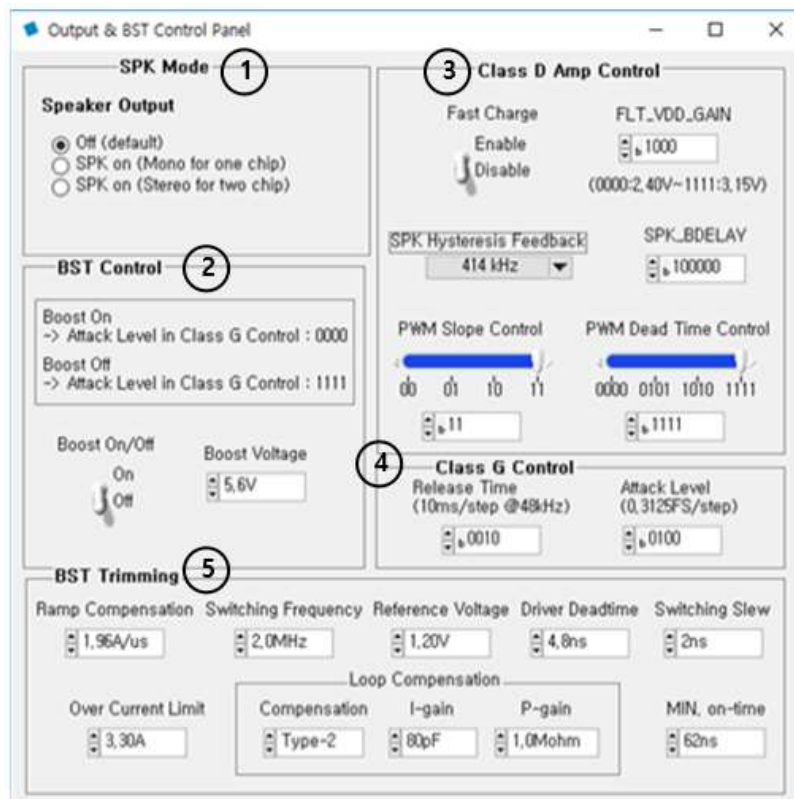 Output & BST Control Panel
SPK Mode 1
Speaker Output
Off (default)
SPK on (Mono for one chip)
SPK on (Stereo for two chip)
BST Control 2
Boost On
-> Attack Level in Class G Control : 0000
Boost Off
-> Attack Level in Class G Control : 1111
Boost On/Off
On
Off
Boost Voltage
5,6V
3 Class D Amp Control
Fast Charge
Enable
Disable
FLT_VDD_GAIN
b 1000
(0000:2,40V~1111:3,15V)
SPK Hysteresis Feedback
414 kHz
SPK_BDELAY
b 100000
PWM Slope Control
00 01 10 11
b 11
PWM Dead Time Control
0000 0101 1010 1111
b 1111
4 Class G Control
Release Time
(10ms/step @48kHz)
b 0010
Attack Level
(0,3125FS/step)
b 0100
BST Trimming 5
Ramp Compensation
1,96A/us
Switching Frequency
2,0MHz
Reference Voltage
1,20V
Driver Deadtime
4,8ns
Switching Slew
2ns
Over Current Limit
3,30A
Loop Compensation
Compensation
Type-2
I-gain
80pF
P-gain
1,0Mohm
MIN, on-time
62ns